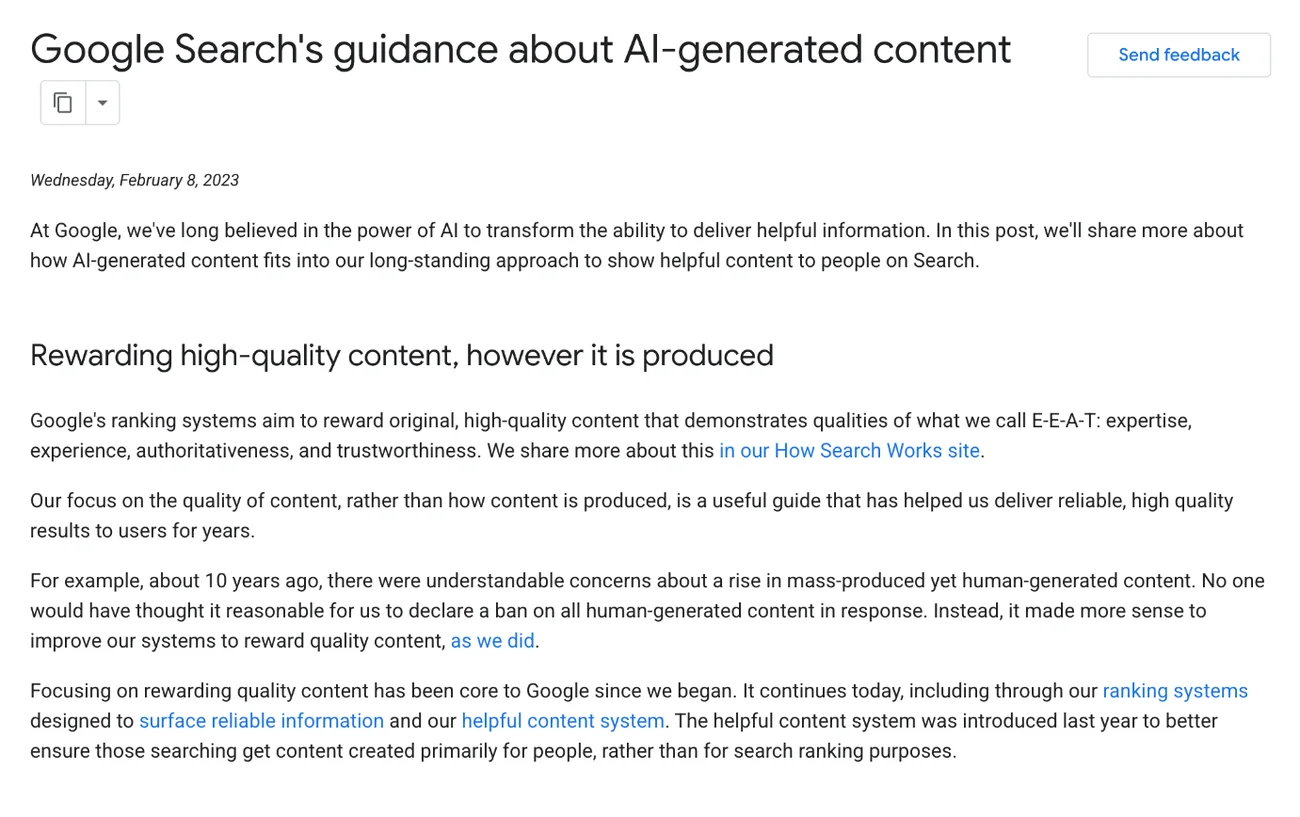 Google Search's guidance about AI-generated content
Send feedback
Wednesday, February 8, 2023
At Google, we've long believed in the power of AI to transform the ability to deliver helpful information. In this post, we'll share more about
how AI-generated content fits into our long-standing approach to show helpful content to people on Search.
Rewarding high-quality content, however it is produced
Google's ranking systems aim to reward original, high-quality content that demonstrates qualities of what we call E-E-A-T: expertise,
experience, authoritativeness, and trustworthiness. We share more about this in our How Search Works site.
Our focus on the quality of content, rather than how content is produced, is a useful guide that has helped us deliver reliable, high quality
results to users for years.
For example, about 10 years ago, there were understandable concerns about a rise in mass-produced yet human-generated content. No one
would have thought it reasonable for us to declare a ban on all human-generated content in response. Instead, it made more sense to
improve our systems to reward quality content, as we did.
Focusing on rewarding quality content has been core to Google since we began. It continues today, including through our ranking systems
designed to surface reliable information and our helpful content system. The helpful content system was introduced last year to better
ensure those searching get content created primarily for people, rather than for search ranking purposes.